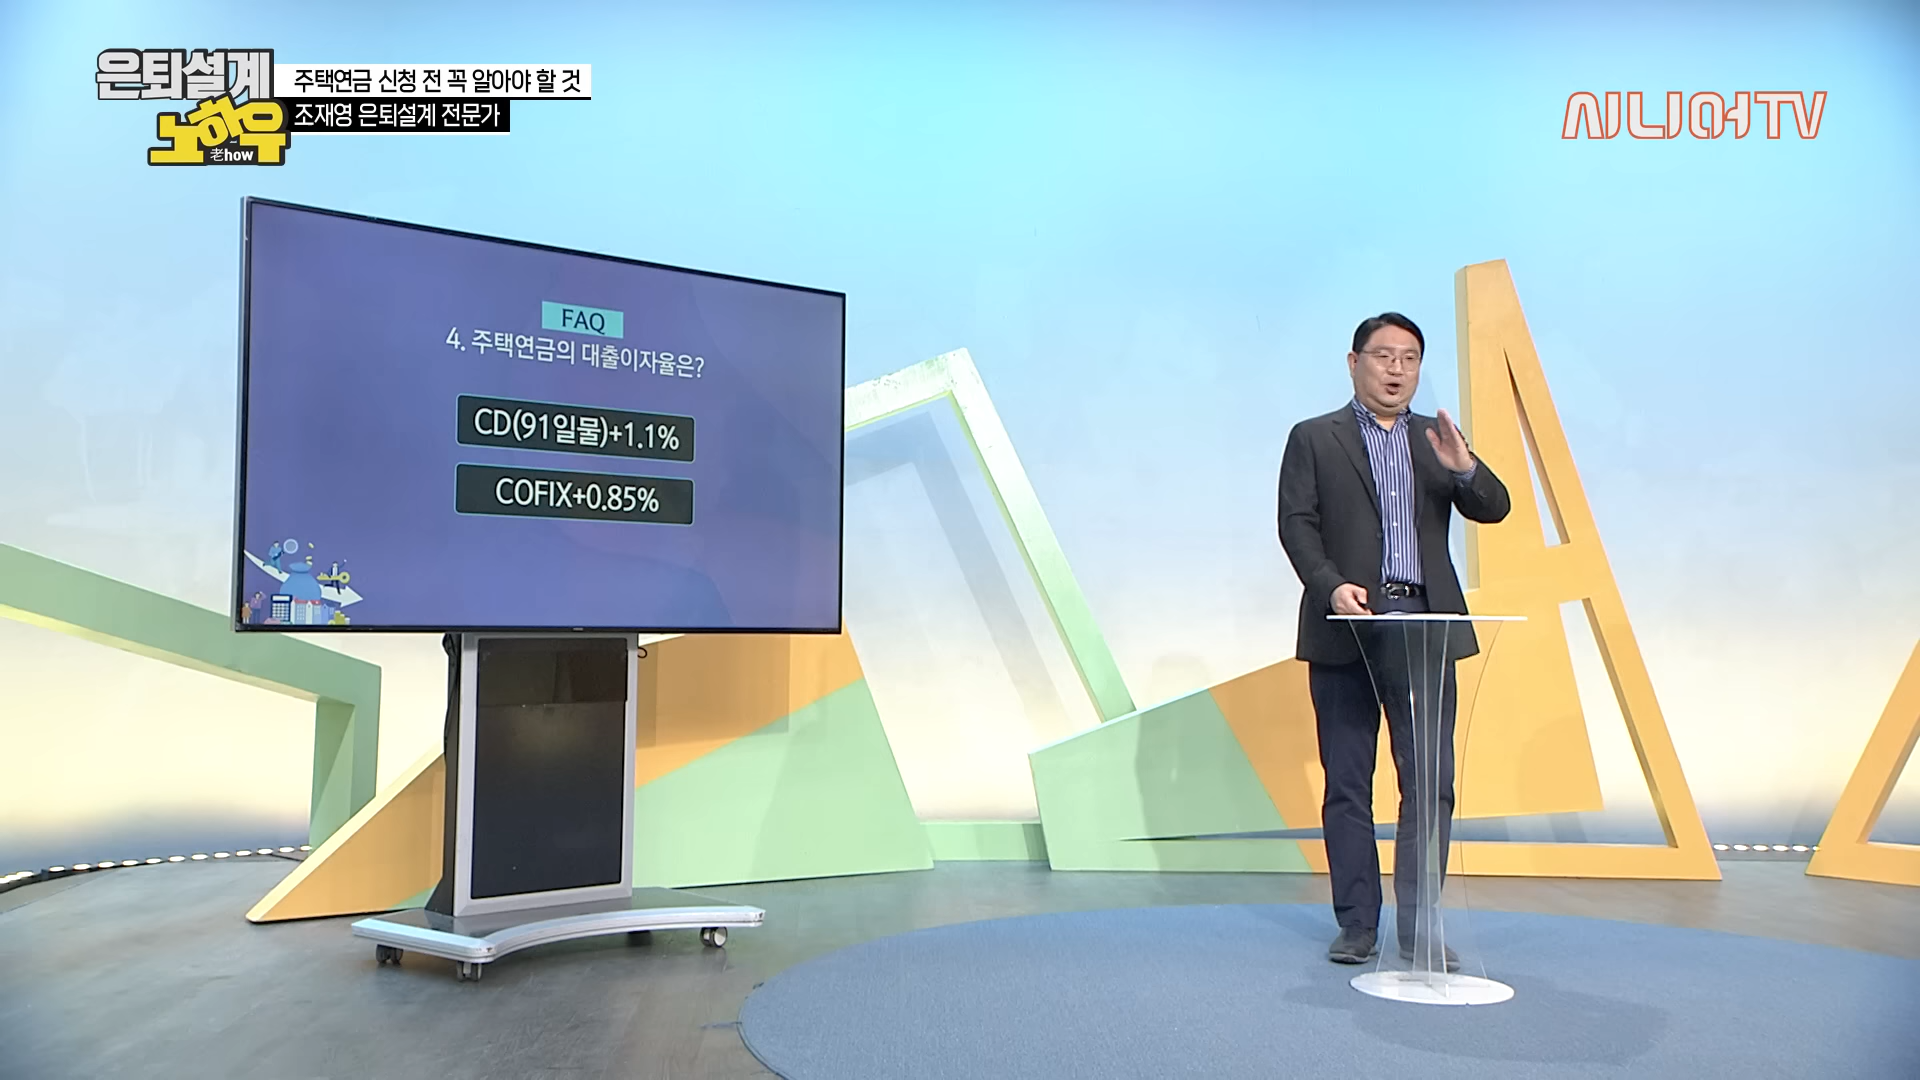 은퇴설계
노하우
老how
주택연금 신청 전 꼭 알아야 할 것
조재영 은퇴설계 전문가
시니어TV
FAQ
4. 주택연금의 대출이자율은?
CD(91일물)+1.1%
COFIX+0.85%